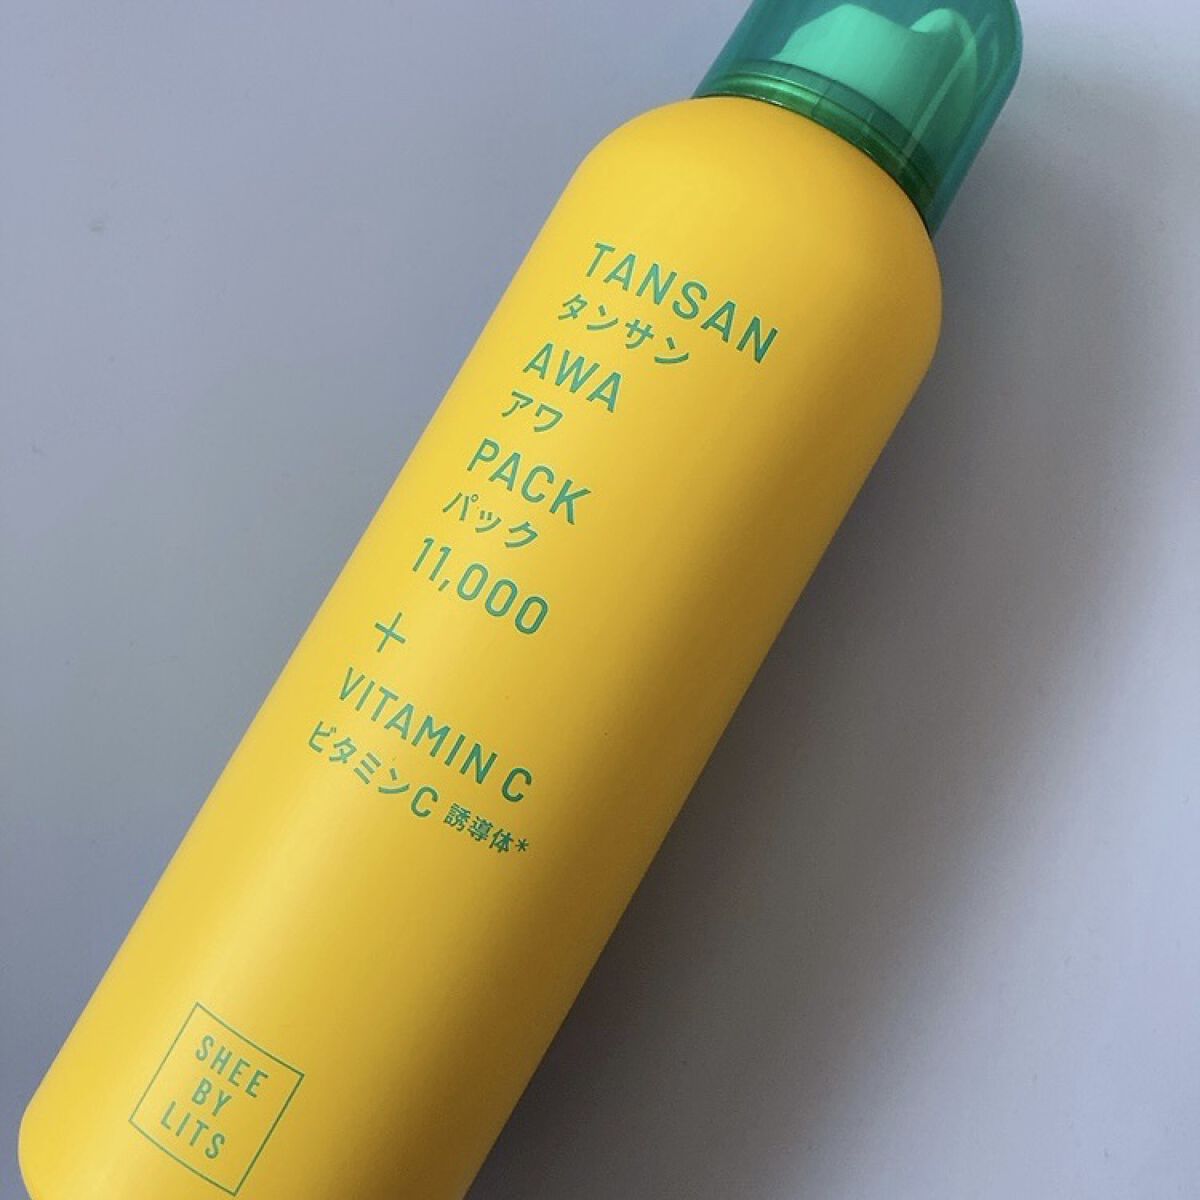 TANSAN
タンサン
AWA
アワ
PACK
パック
11,000
+
VITAMIN C
ビタミンC 誘導体*
SHEE
BY
LITS